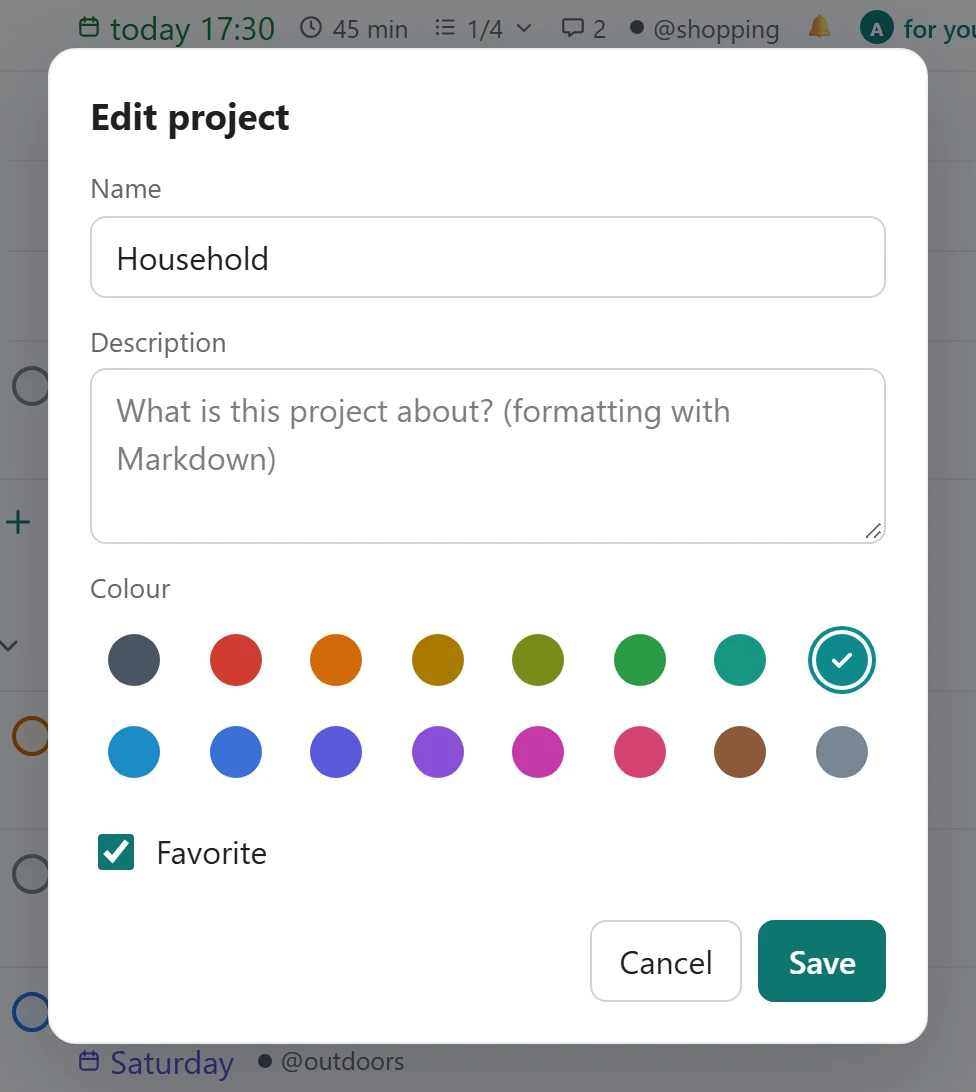 today 17:30 45 min 1/4 2 @shopping A for you
Edit project
Name
Household
Description
What is this project about? (formatting with
Markdown)
Colour
Favorite
Cancel Save
Saturday @outdoors